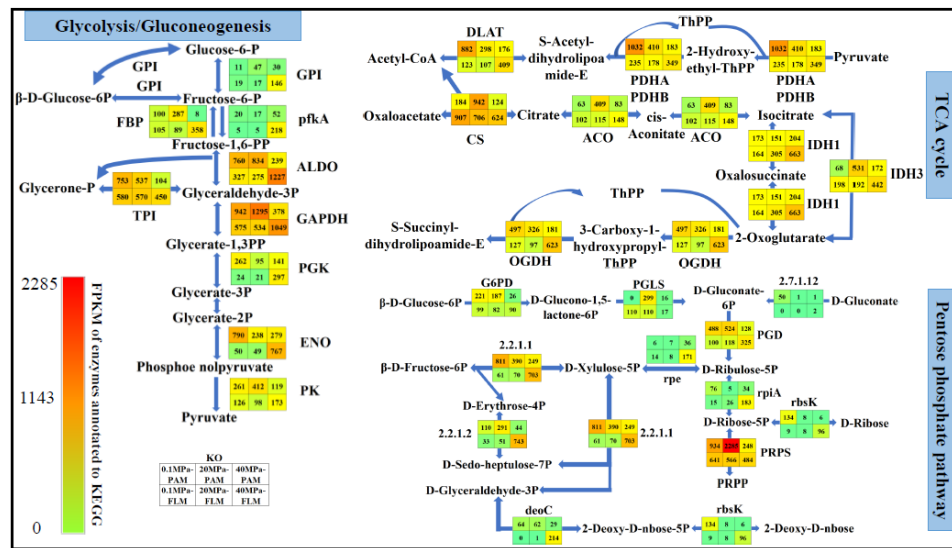 Glycolysis/Gluconeogenesis
Glucose-6-P
GPI
GPI
11 47 30
19 17 146
GPI
β-D-Glucose-6P
Fructose-6-P
FBP
100 287 8
105 89 358
20 17 52
5 5 218
pfkA
Fructose-1,6-PP
760 834 239
327 275 1227
ALDO
Glycerone-P
753 537 104
580 570 450
TPI
Glyceraldehyde-3P
942 1295 378
575 534 1049
GAPDH
Glycerate-1,3PP
262 95 141
24 21 297
PGK
Glycerate-3P
Glycerate-2P
790 238 279
50 49 767
ENO
Phosphoe nolpyruvate
261 412 119
126 98 173
PK
Pyruvate
2285
1143
0
FPKM of enzymes annotated to KEGG
KO
0.1MPa-PAM 20MPa-PAM 40MPa-PAM
0.1MPa-FLM 20MPa-FLM 40MPa-FLM
TCA cycle
DLAT
882 298 176
123 107 409
Acetyl-CoA
S-Acetyl-dihydrolipoa
mide-E
ThPP
1032 410 183
235 178 349
PDHA
PDHB
2-Hydroxy-
ethyl-ThPP
1032 410 183
235 178 349
PDHA
PDHB
Pyruvate
184 942 124
907 706 624
CS
Oxaloacetate
Citrate
63 409 83
102 115 148
ACO
cis-
Aconitate
63 409 83
102 115 148
ACO
Isocitrate
173 151 204
164 305 663
IDH1
Oxalosuccinate
68 531 172
198 192 442
IDH3
173 151 204
164 305 663
IDH1
2-Oxoglutarate
ThPP
S-Succinyl-
dihydrolipoamide-E
497 326 181
127 97 623
OGDH
3-Carboxy-1-
hydroxypropyl-
ThPP
497 326 181
127 97 623
OGDH
Pentose phosphate pathway
β-D-Glucose-6P
G6PD
221 187 26
99 82 90
D-Glucono-1,5-
lactone-6P
PGLS
0 299 16
110 110 17
D-Gluconate-
6P
2.7.1.12
50 1 1
0 0 2
D-Gluconate
488 524 128
100 118 325
PGD
β-D-Fructose-6P
2.2.1.1
811 390 249
61 70 703
D-Xylulose-5P
6 7 36
14 8 171
rpe
D-Ribulose-5P
76 5 34
15 26 183
rpiA
D-Erythrose-4P
2.2.1.2
110 291 44
33 51 743
811 390 249
61 70 703
2.2.1.1
D-Ribose-5P
rbsK
134 8 6
9 8 96
D-Ribose
934 2285 248
641 566 484
PRPS
PRPP
D-Sedo-heptulose-7P
D-Glyceraldehyde-3P
deoC
64 62 29
0 1 214
2-Deoxy-D-nbose-5P
rbsK
134 8 6
9 8 96
2-Deoxy-D-nbose